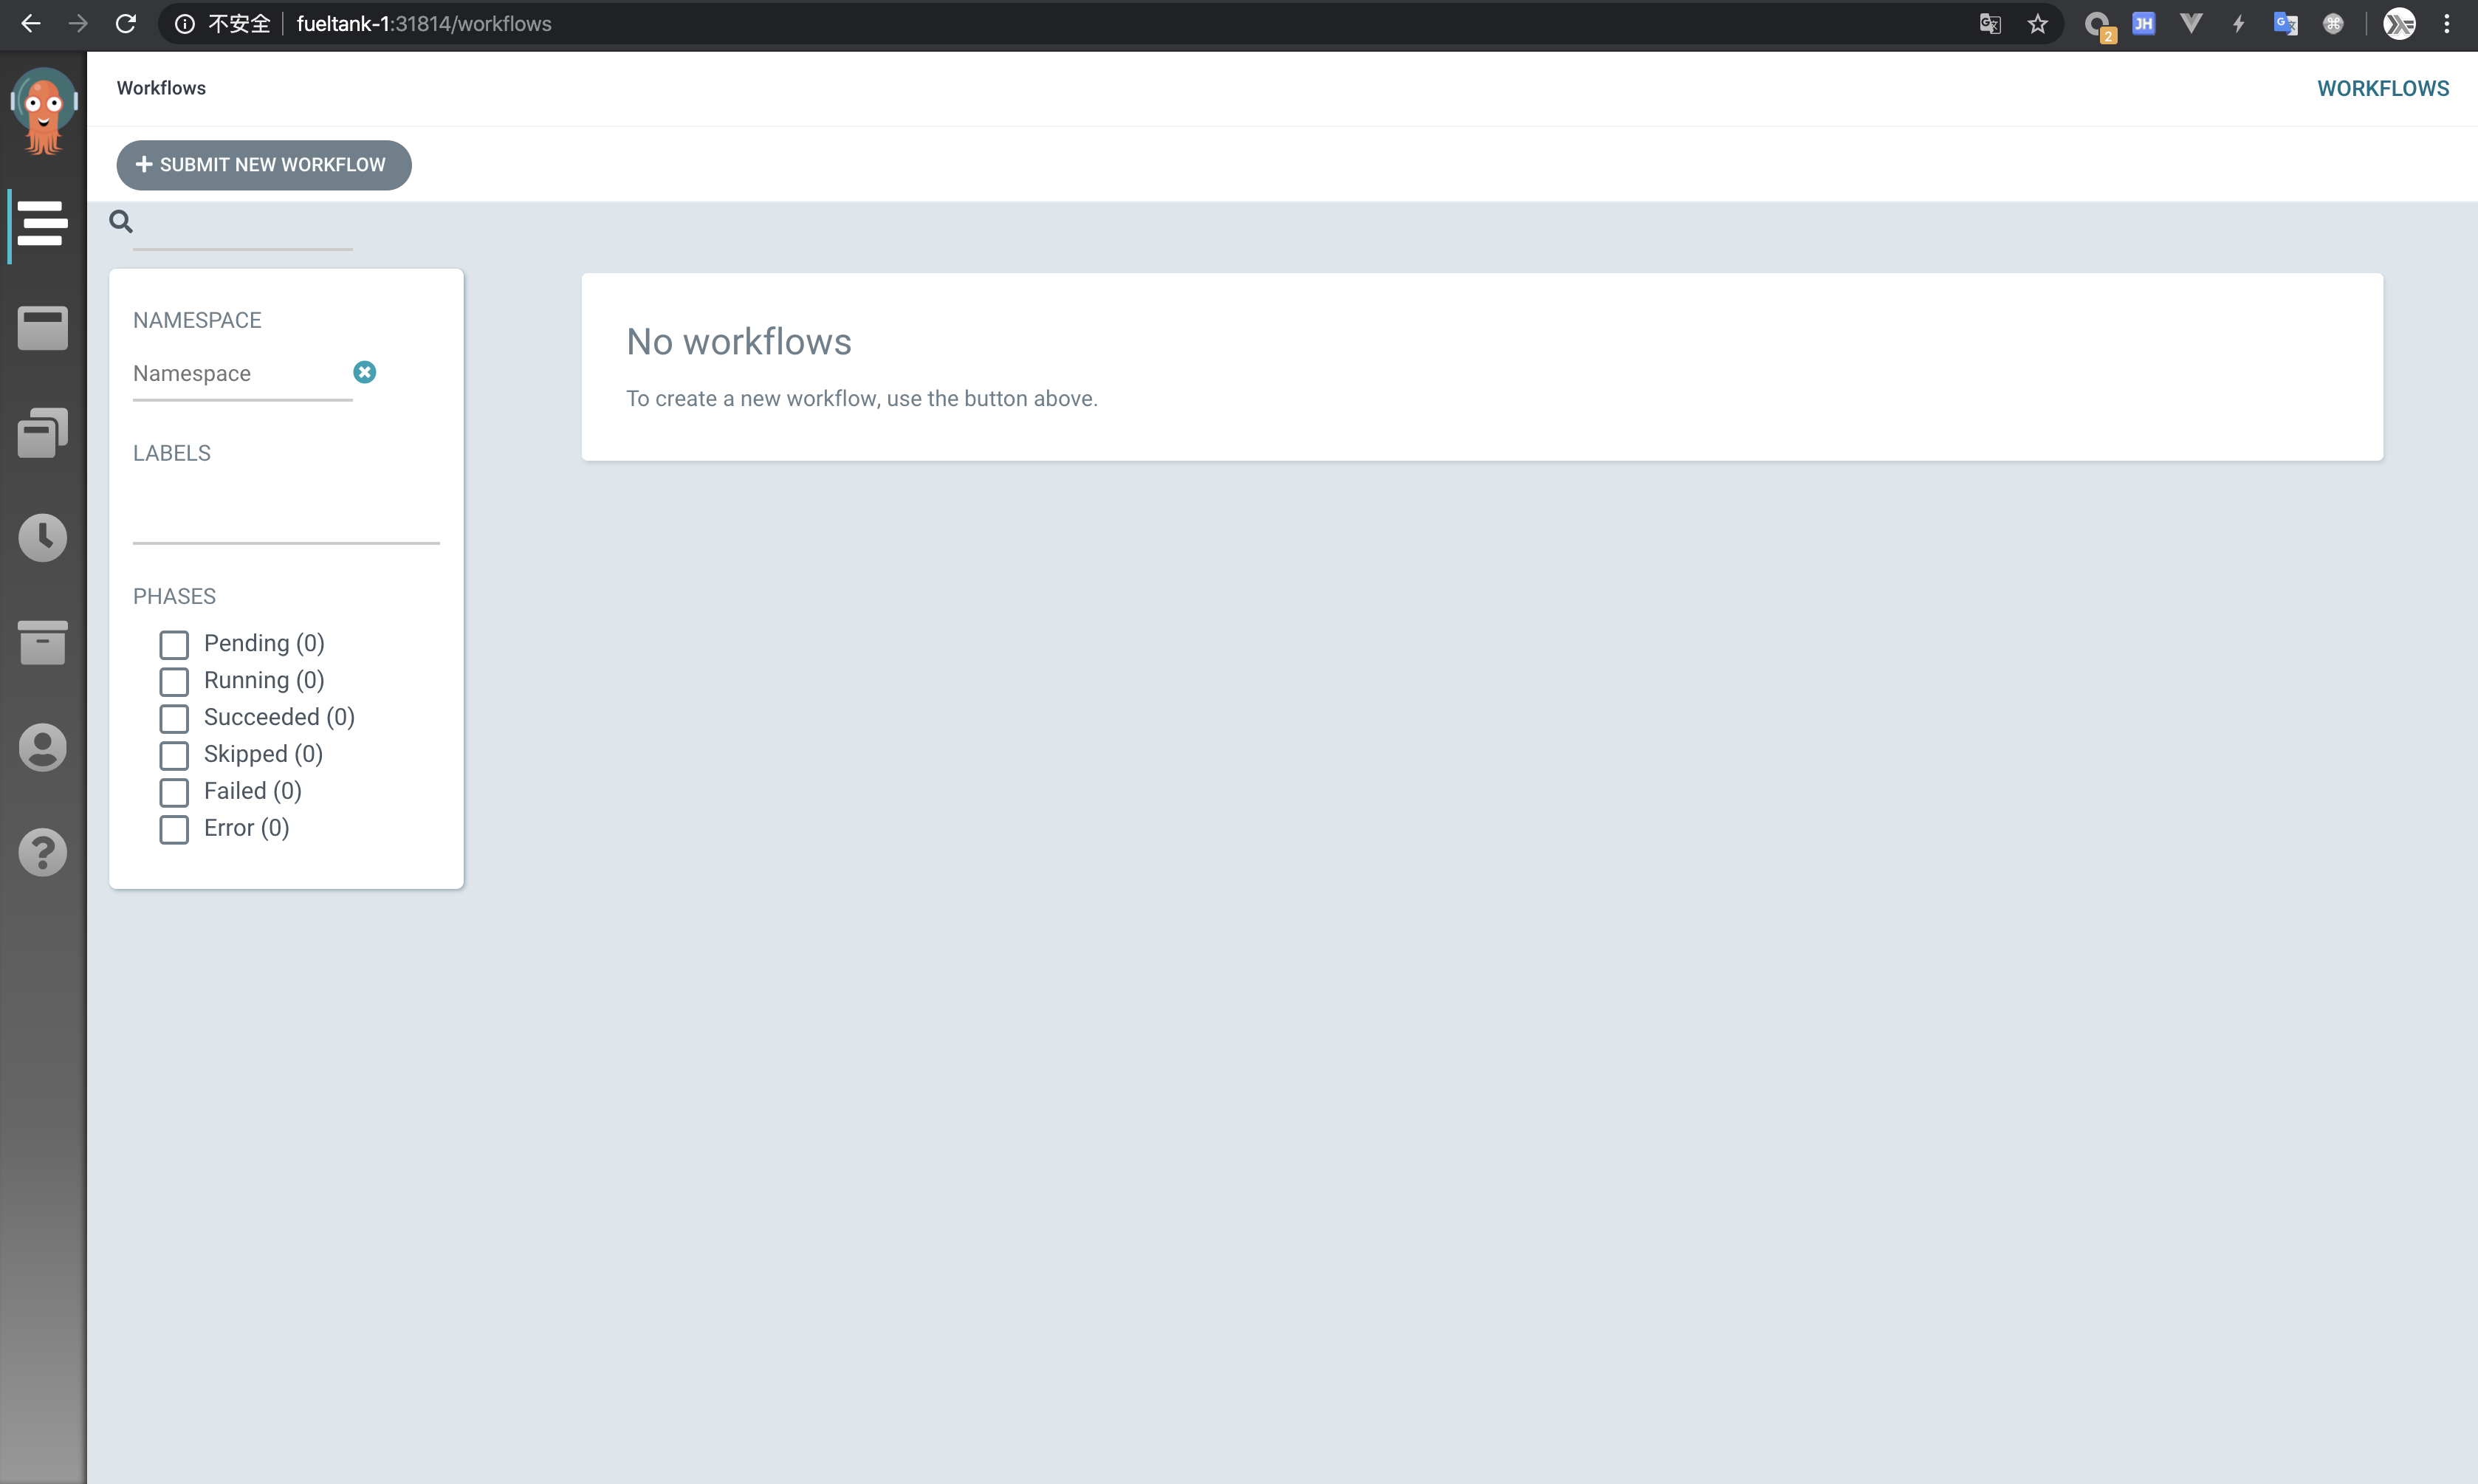 不安全 fueltank-1:31814/workflows
2
JH
G
Workflows
WORKFLOWS
SUBMIT NEW WORKFLOW
NAMESPACE
Namespace
LABELS
PHASES
Pending (0)
Running (0)
Succeeded (0)
Skipped (0)
Failed (0)
Error (0)
No workflows
To create a new workflow, use the button above.